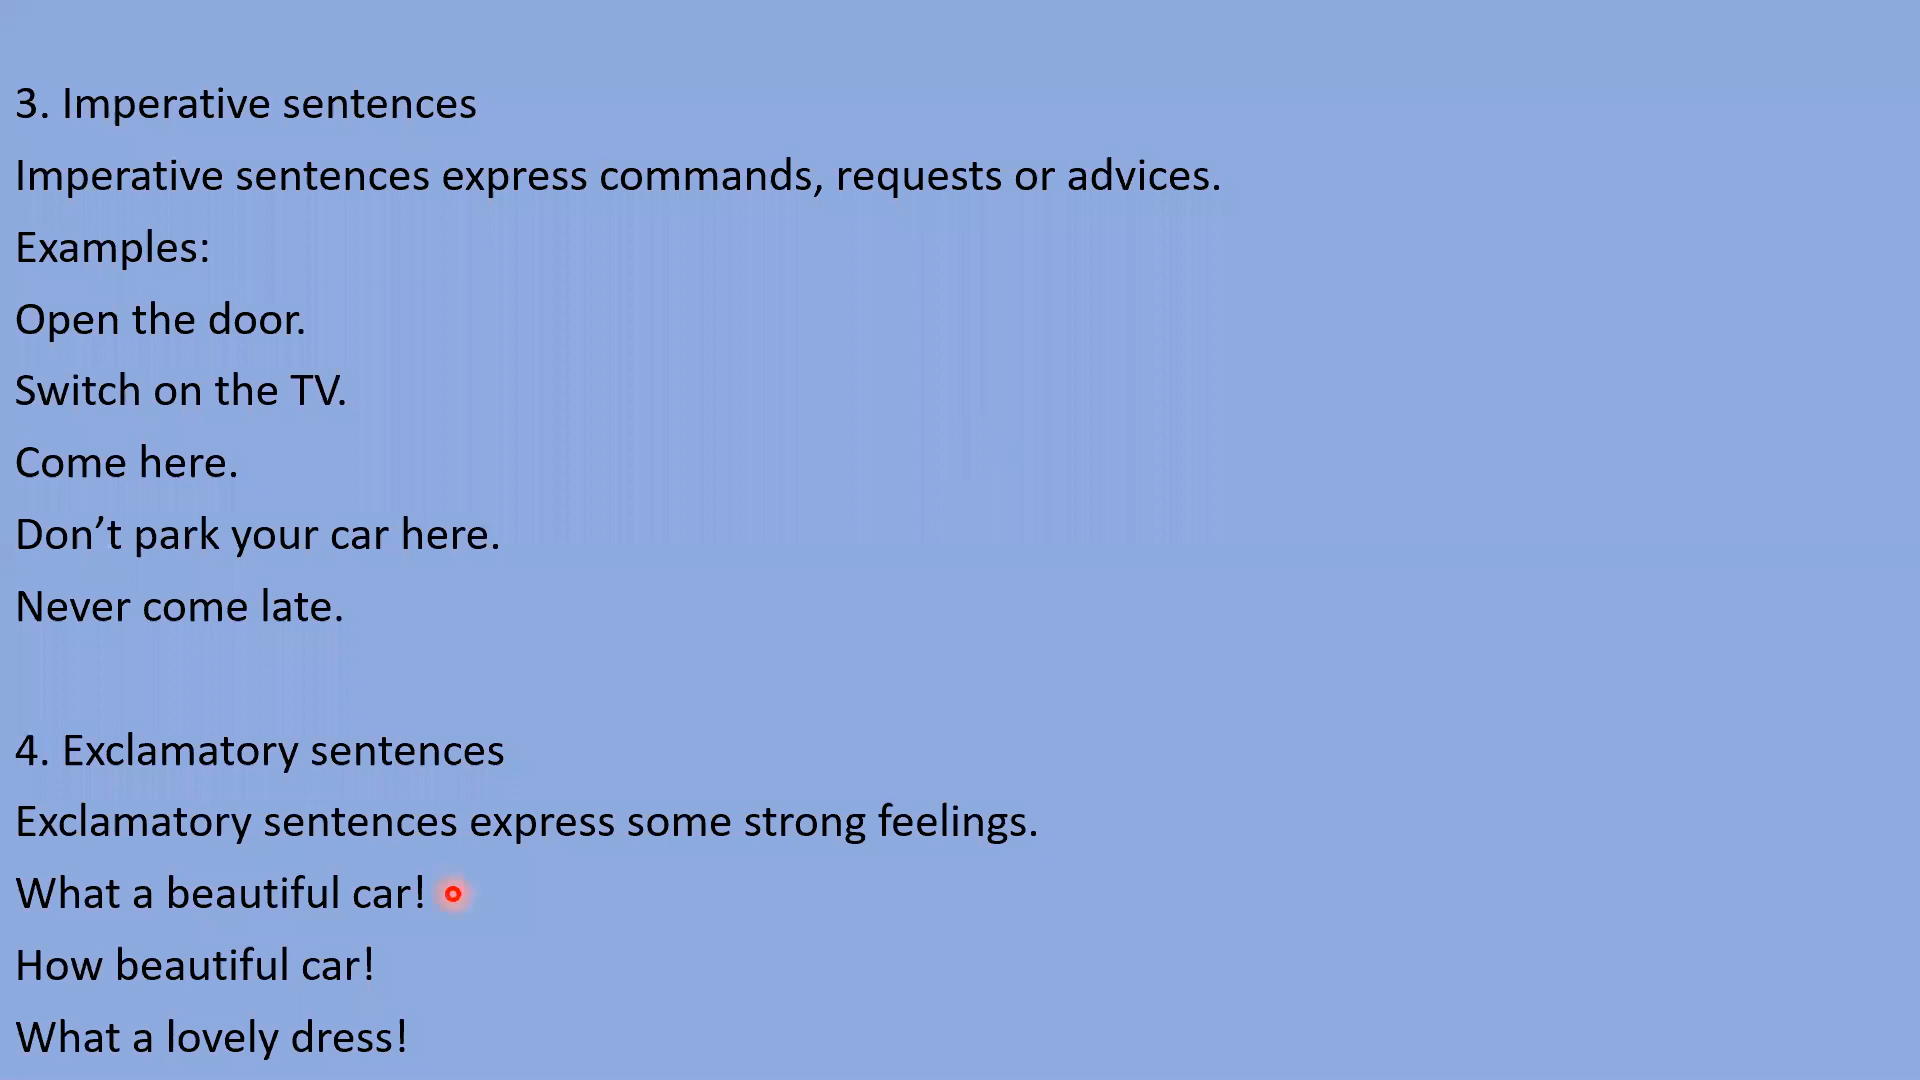 3. Imperative sentences
Imperative sentences express commands, requests or advices.
Examples:
Open the door.
Switch on the TV.
Come here.
Don’t park your car here.
Never come late.
4. Exclamatory sentences
Exclamatory sentences express some strong feelings.
What a beautiful car!
How beautiful car!
What a lovely dress!